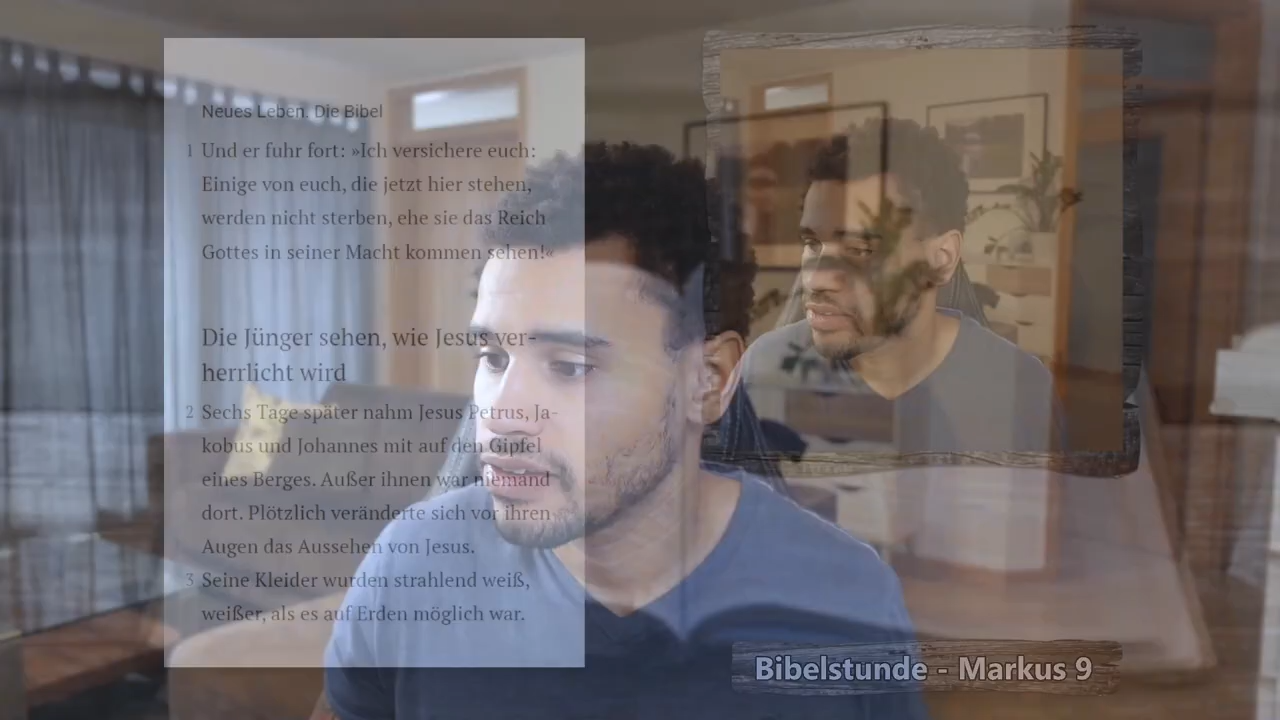 Neues Leben. Die Bibel
1 Und er fuhr fort: »Ich versichere euch:
Einige von euch, die jetzt hier stehen,
werden nicht sterben, ehe sie das Reich
Gottes in seiner Macht kommen sehen!«
Die Jünger sehen, wie Jesus ver-
herrlicht wird
2 Sechs Tage später nahm Jesus Petrus, Ja-
kobus und Johannes mit auf den Gipfel
eines Berges. Außer ihnen war niemand
dort. Plötzlich veränderte sich vor ihren
Augen das Aussehen von Jesus.
3 Seine Kleider wurden strahlend weiß,
weißer, als es auf Erden möglich war.
Bibelstunde - Markus 9